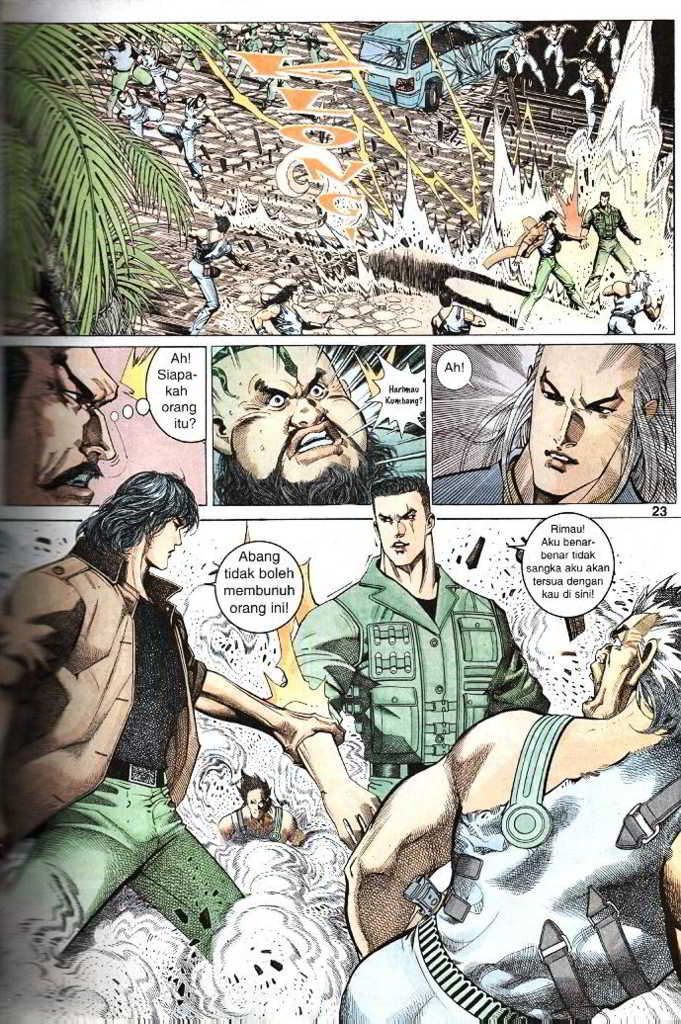 KIONG!
Ah!
Siapa-
kah
orang
itu?
Harimau
Kumbang?
Ah!
23
Abang
tidak boleh
membunuh
orang ini!
Rimau!
Aku benar-
benar tidak
sangka aku akan
tersua dengan
kau di sini!